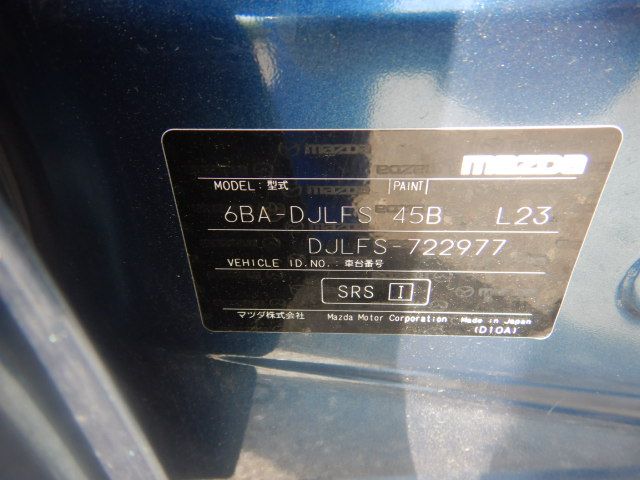 mazda
MODEL: 型式 PAINT
6BA-DJLFS 45B L23
DJLFS-722977
VEHICLE ID.NO. 車台番号
SRS I
マツダ株式会社 Mazda Motor Corporation Made in Japan
(D10A)